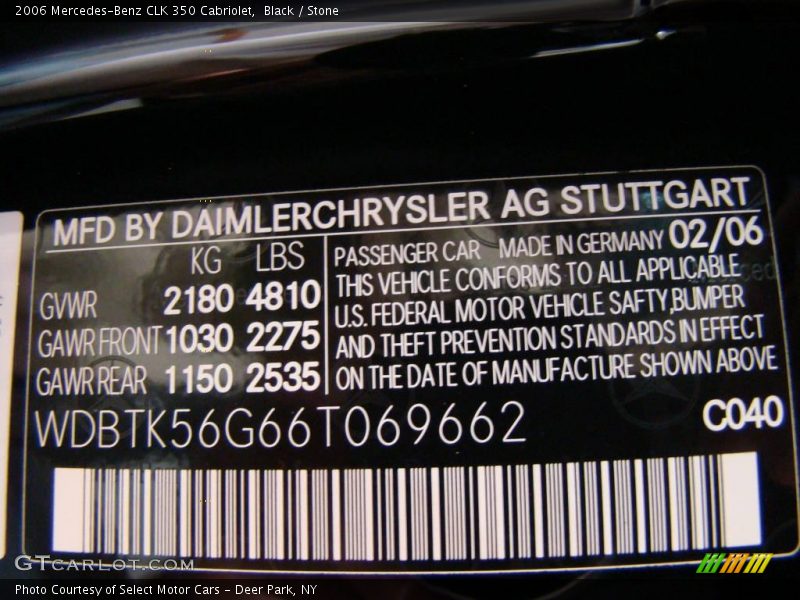 2006 Mercedes-Benz CLK 350 Cabriolet, Black / Stone
MFD BY DAIMLERCHRYSLER AG STUTTGART
KG LBS
GVWR 2180 4810
GAWR FRONT 1030 2275
GAWR REAR 1150 2535
PASSENGER CAR MADE IN GERMANY 02/06
THIS VEHICLE CONFORMS TO ALL APPLICABLE
U.S. FEDERAL MOTOR VEHICLE SAFTY,BUMPER
AND THEFT PREVENTION STANDARDS IN EFFECT
ON THE DATE OF MANUFACTURE SHOWN ABOVE
WDBTK56G66T069662
C040
GTCARLOT.COM
Photo Courtesy of Select Motor Cars - Deer Park, NY